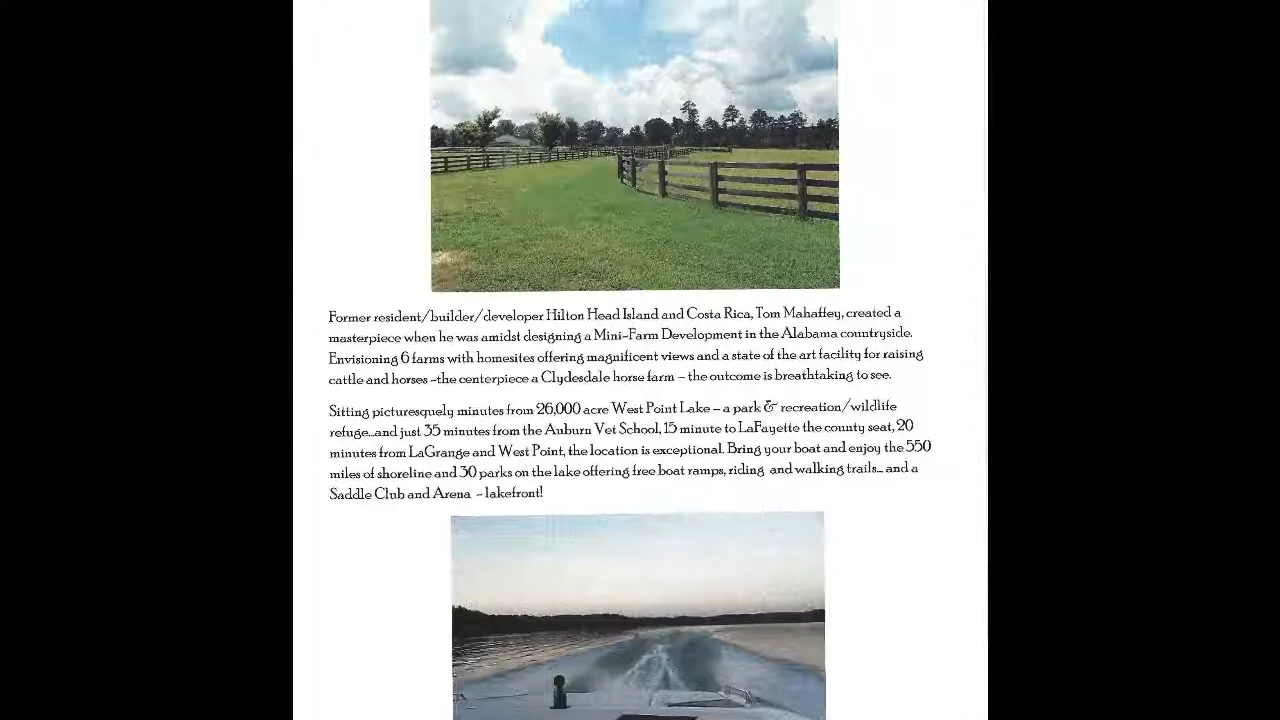 Former resident/builder/developer Hilton Head Island and Costa Rica, Tom Mahaffey, created a
masterpiece when he was amidst designing a Mini-Farm Development in the Alabama countryside.
Envisioning 6 farms with homesites offering magnificent views and a state of the art facility for raising
cattle and horses -the centerpiece a Clydesdale horse farm – the outcome is breathtaking to see.
Sitting picturesquely minutes from 26,000 acre West Point Lake – a park & recreation/wildlife
refuge...and just 35 minutes from the Auburn Vet School, 15 minute to LaFayette the county seat, 20
minutes from LaGrange and West Point, the location is exceptional. Bring your boat and enjoy the 550
miles of shoreline and 30 parks on the lake offering free boat ramps, riding and walking trails... and a
Saddle Club and Arena - lakefront!